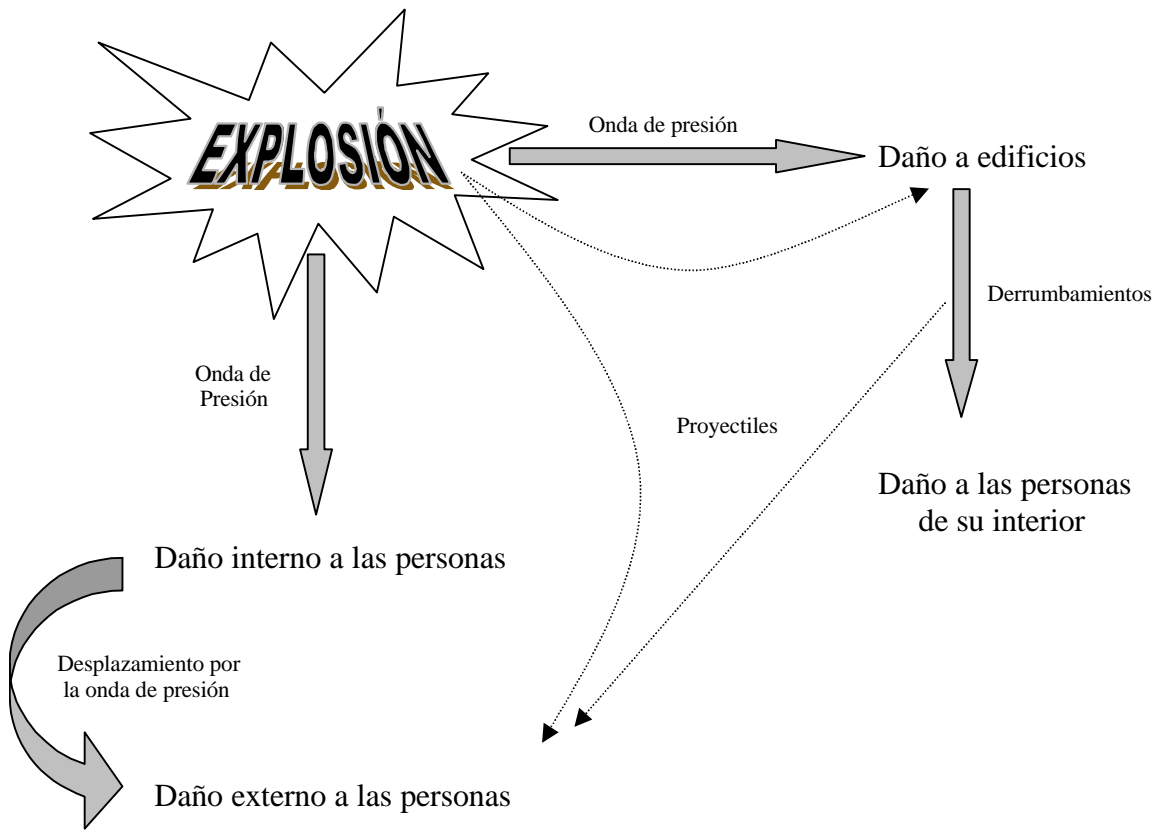 EXPLOSIÓN
Onda de presión
Daño a edificios
Derrumbamientos
Onda de
Presión
Proyectiles
Daño a las personas
de su interior
Daño interno a las personas
Desplazamiento por
la onda de presión
Daño externo a las personas